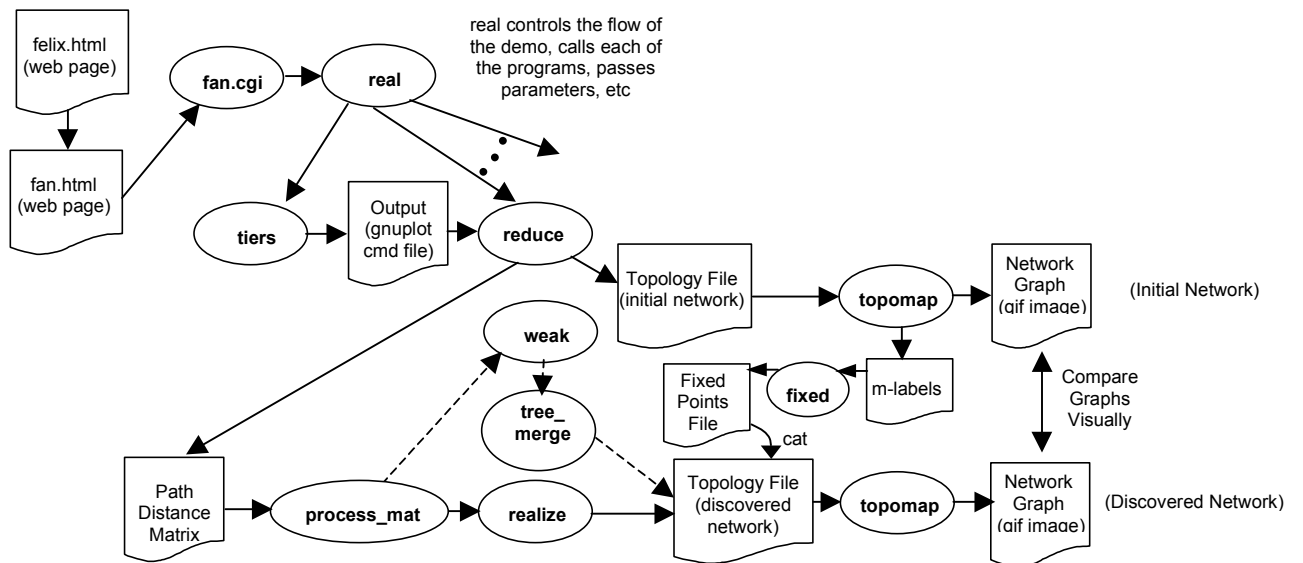 felix.html
(web page)
fan.cgi
real
real controls the flow of
the demo, calls each of
the programs, passes
parameters, etc
fan.html
(web page)
tiers
Output
(gnuplot
cmd file)
reduce
Topology File
(initial network)
topomap
Network
Graph
(gif image)
(Initial Network)
weak
tree_
merge
Fixed
Points
File
fixed
m-labels
Compare
Graphs
Visually
cat
Path
Distance
Matrix
process_mat
realize
Topology File
(discovered
network)
topomap
Network
Graph
(gif image)
(Discovered Network)